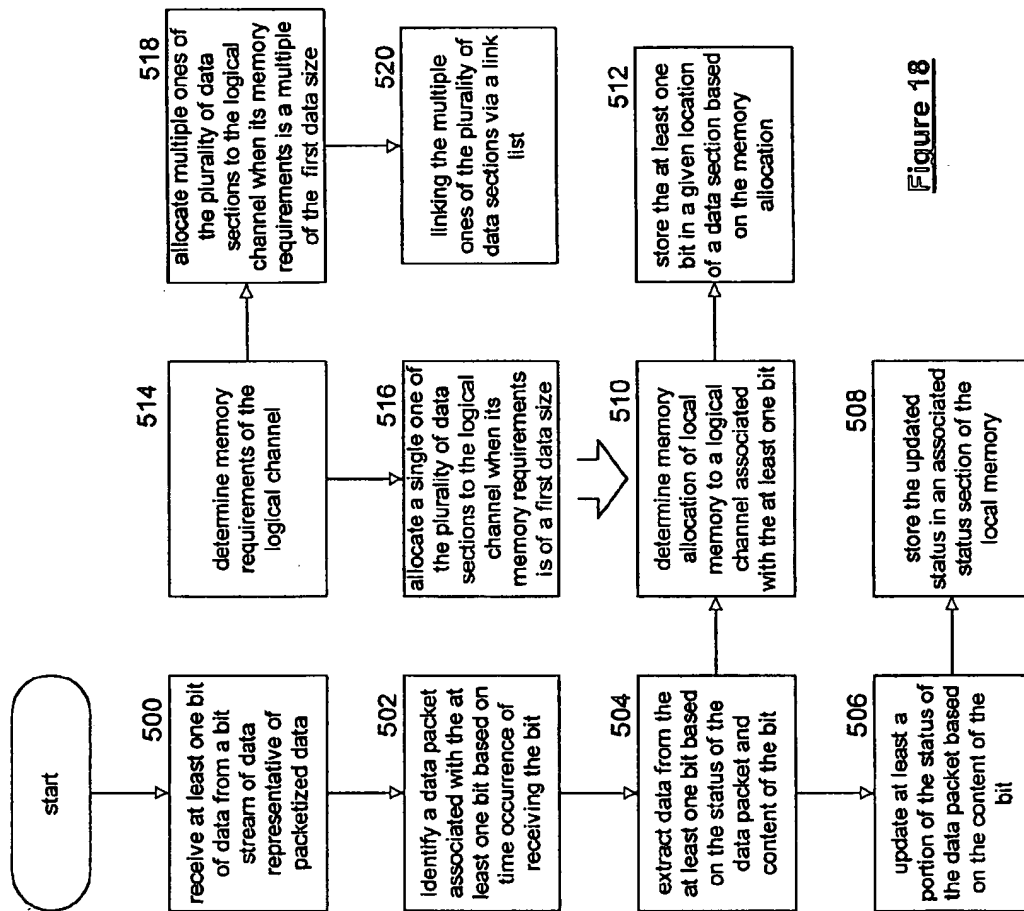 start
500
receive at least one bit
of data from a bit
stream of data
representative of
packetized data
502
Identify a data packet
associated with the at
least one bit based on
time occurrence of
receiving the bit
504
extract data from the
at least one bit based
on the status of the
data packet and
content of the bit
506
update at least a
portion of the status of
the data packet based
on the content of the
bit
514
determine memory
requirements of the
logical channel
516
allocate a single one of
the plurality of data
sections to the logical
channel when its
memory requirements
is of a first data size
510
determine memory
allocation of local
memory to a logical
channel associated
with the at least one bit
508
store the updated
status in an associated
status section of the
local memory
518
allocate multiple ones of
the plurality of data
sections to the logical
channel when its memory
requirements is a multiple
of the first data size
520
linking the multiple
ones of the plurality of
data sections via a link
list
512
store the at least one
bit in a given location
of a data section based
on the memory
allocation
Figure 18